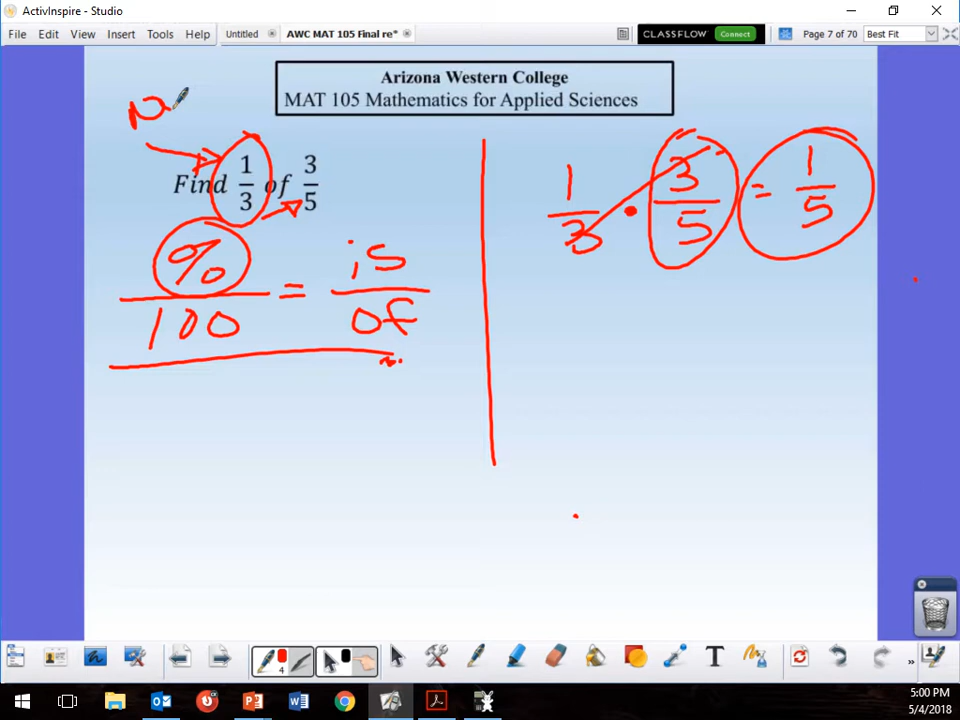 ActivInspire - Studio
File Edit View Insert Tools Help Untitled AWC MAT 105 Final re* CLASSFLOW Connect Page 7 of 70 Best Fit
Arizona Western College
MAT 105 Mathematics for Applied Sciences
Find 1/3 of 3/5
1/3 · 3/5 = 1/5
%/100 = is/of
4
T
»
5:00 PM
5/4/2018